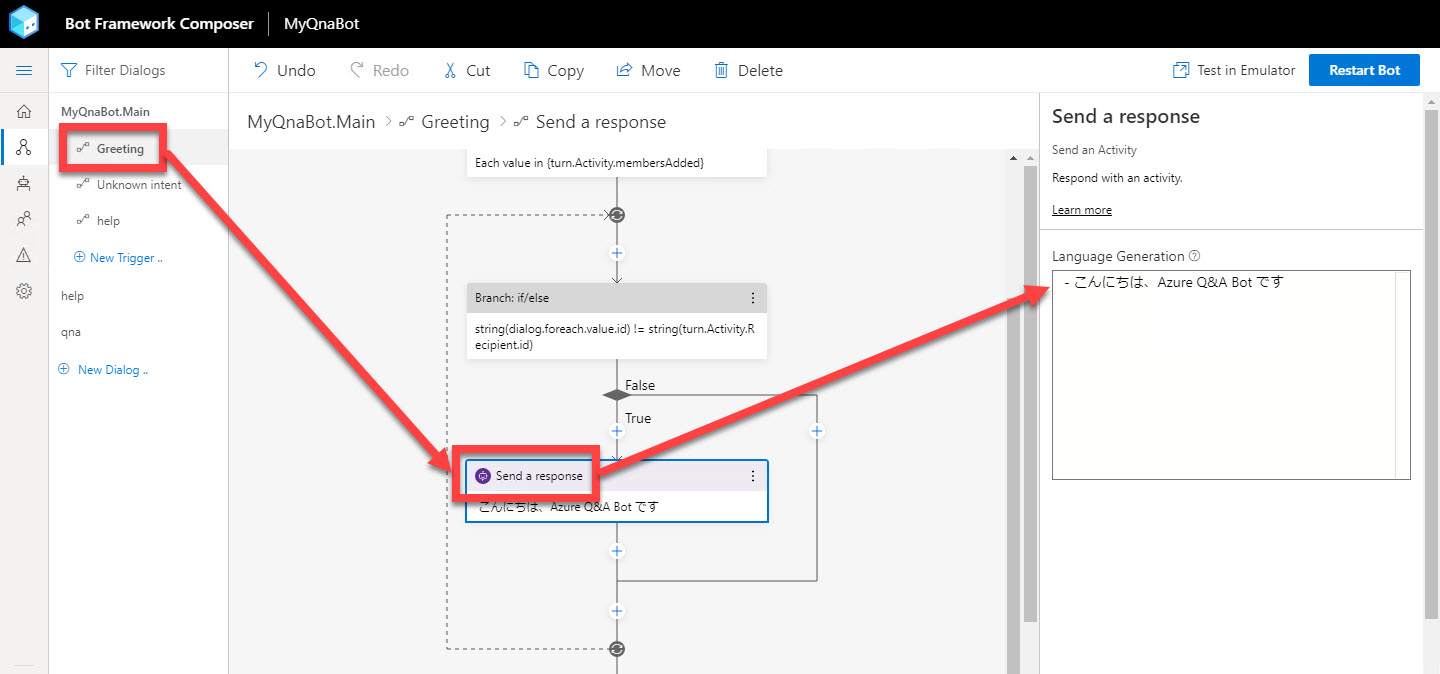 Bot Framework Composer
MyQnaBot
Filter Dialogs
Undo
Redo
Cut
Copy
Move
Delete
Test in Emulator
Restart Bot
MyQnaBot.Main
Greeting
Unknown intent
help
New Trigger ..
help
qna
New Dialog ..
MyQnaBot.Main > Greeting > Send a response
Each value in {turn.Activity.membersAdded}
Branch: if/else
string(dialog.foreach.value.id) != string(turn.Activity.R
ecipient.id)
False
True
Send a response
こんにちは、Azure Q&A Bot です
Send a response
Send an Activity
Respond with an activity.
Learn more
Language Generation
- こんにちは、Azure Q&A Bot です